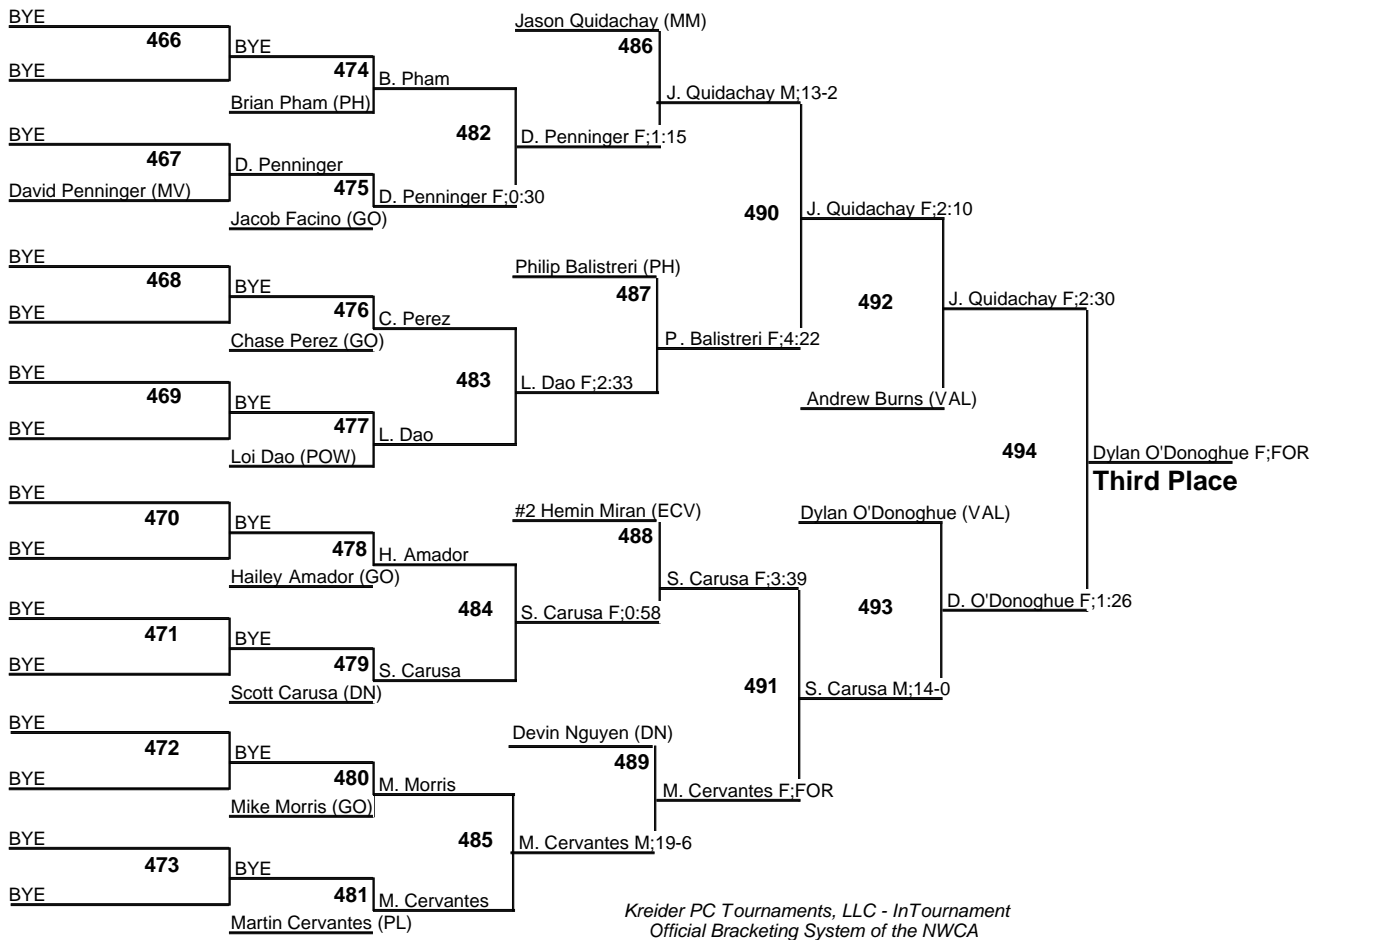 BYE
466
BYE
BYE
474
Brian Pham (PH)
B. Pham
BYE
467
David Penninger (MV)
D. Penninger
475
Jacob Facino (GO)
D. Penninger F;0:30
482
D. Penninger F;1:15
Jason Quidachay (MM)
486
J. Quidachay M;13-2
BYE
468
BYE
BYE
476
Chase Perez (GO)
C. Perez
BYE
469
BYE
BYE
477
Loi Dao (POW)
L. Dao
483
L. Dao F;2:33
Philip Balistreri (PH)
487
P. Balistreri F;4:22
490
J. Quidachay F;2:10
492
Andrew Burns (VAL)
J. Quidachay F;2:30
BYE
470
BYE
BYE
478
Hailey Amador (GO)
H. Amador
BYE
471
BYE
BYE
479
Scott Carusa (DN)
S. Carusa
484
S. Carusa F;0:58
#2 Hemin Miran (ECV)
488
S. Carusa F;3:39
BYE
472
BYE
BYE
480
Mike Morris (GO)
M. Morris
BYE
473
BYE
BYE
481
Martin Cervantes (PL)
M. Cervantes
485
M. Cervantes M;19-6
Devin Nguyen (DN)
489
M. Cervantes F;FOR
491
S. Carusa M;14-0
Dylan O'Donoghue (VAL)
493
D. O'Donoghue F;1:26
494
Dylan O'Donoghue F;FOR
Third Place
Kreider PC Tournaments, LLC - InTournament
Official Bracketing System of the NWCA